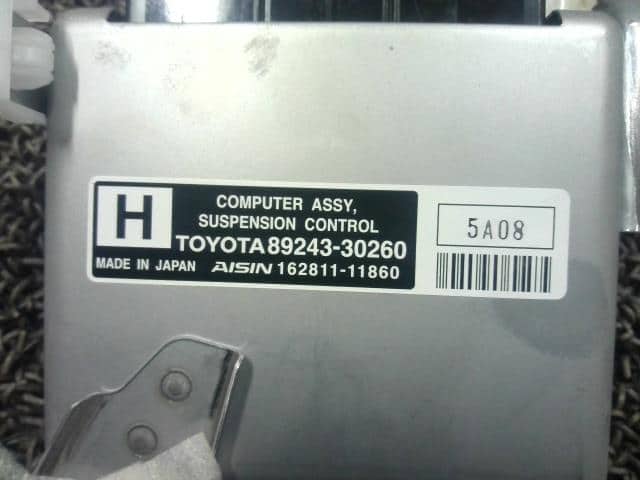 H
COMPUTER ASSY,
SUSPENSION CONTROL
TOYOTA 89243-30260
MADE IN JAPAN AISIN 162811-11860
5A08